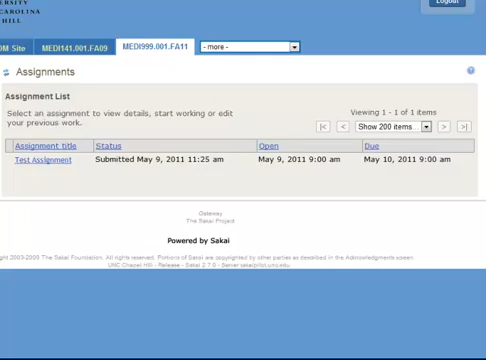 ERSITY
CAROLINA
HILL
Logout
OM Site
MEDI141.001.FA09
MEDI999.001.FA11
- more -
Assignments
Assignment List
Select an assignment to view details, start working or edit
your previous work.
Viewing 1 - 1 of 1 items
|<
<
Show 200 items...
>
>|
Assignment title Status Open Due
Test Assignment Submitted May 9, 2011 11:25 am May 9, 2011 9:00 am May 10, 2011 9:00 am
Gateway
The Sakai Project
Powered by Sakai
ght 2003-2009 The Sakai Foundation. All rights reserved. Portions of Sakai are copyrighted by other parties as described in the Acknowledgments screen.
UNC Chapel Hill - Release - Sakai 2.7.0 - Server sakaipilot.unc.edu